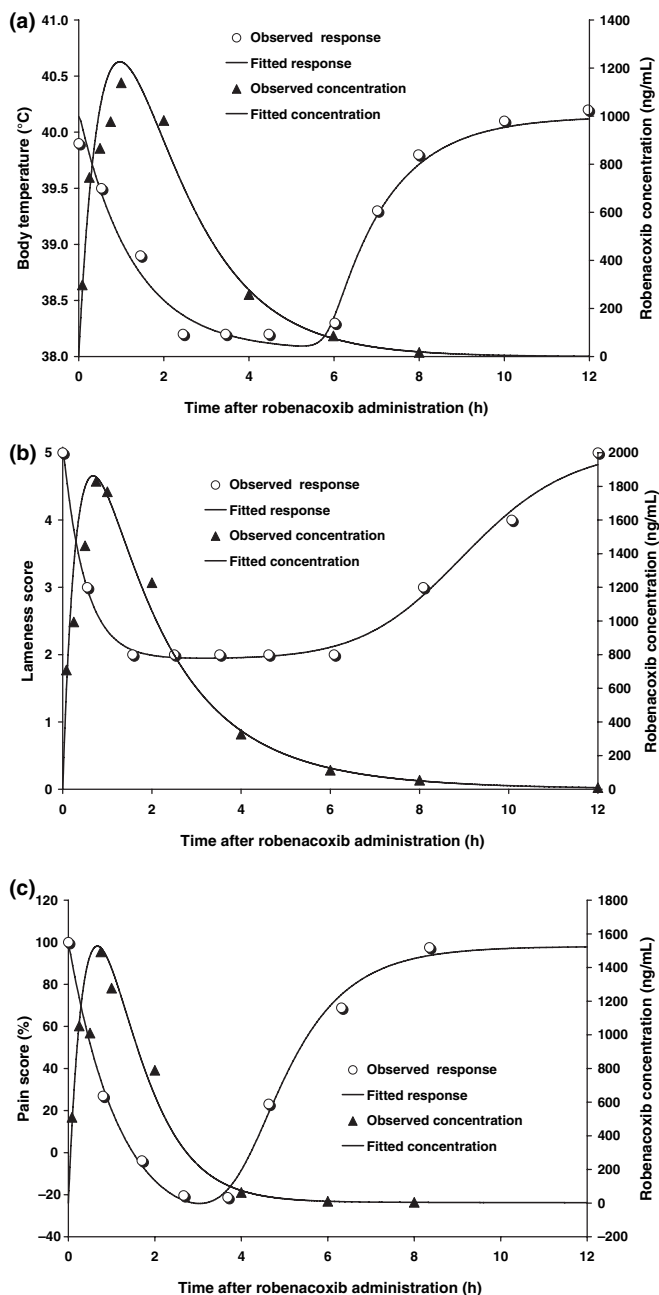 (a)
41.0
40.5
40.0
39.5
39.0
38.5
38.0
Body temperature (°C)
1400
1200
1000
800
600
400
200
0
Robenacoxib concentration (ng/mL)
Observed response
Fitted response
Observed concentration
Fitted concentration
0 2 4 6 8 10 12
Time after robenacoxib administration (h)
(b)
5
4
3
2
1
0
Lameness score
2000
1800
1600
1400
1200
1000
800
600
400
200
0
Robenacoxib concentration (ng/mL)
Observed response
Fitted response
Observed concentration
Fitted concentration
0 2 4 6 8 10 12
Time after robenacoxib administration (h)
(c)
120
100
80
60
40
20
0
−20
−40
Pain score (%)
1800
1600
1400
1200
1000
800
600
400
200
0
−200
Robenacoxib concentration (ng/mL)
Observed response
Fitted response
Observed concentration
Fitted concentration
0 2 4 6 8 10 12
Time after robenacoxib administration (h)